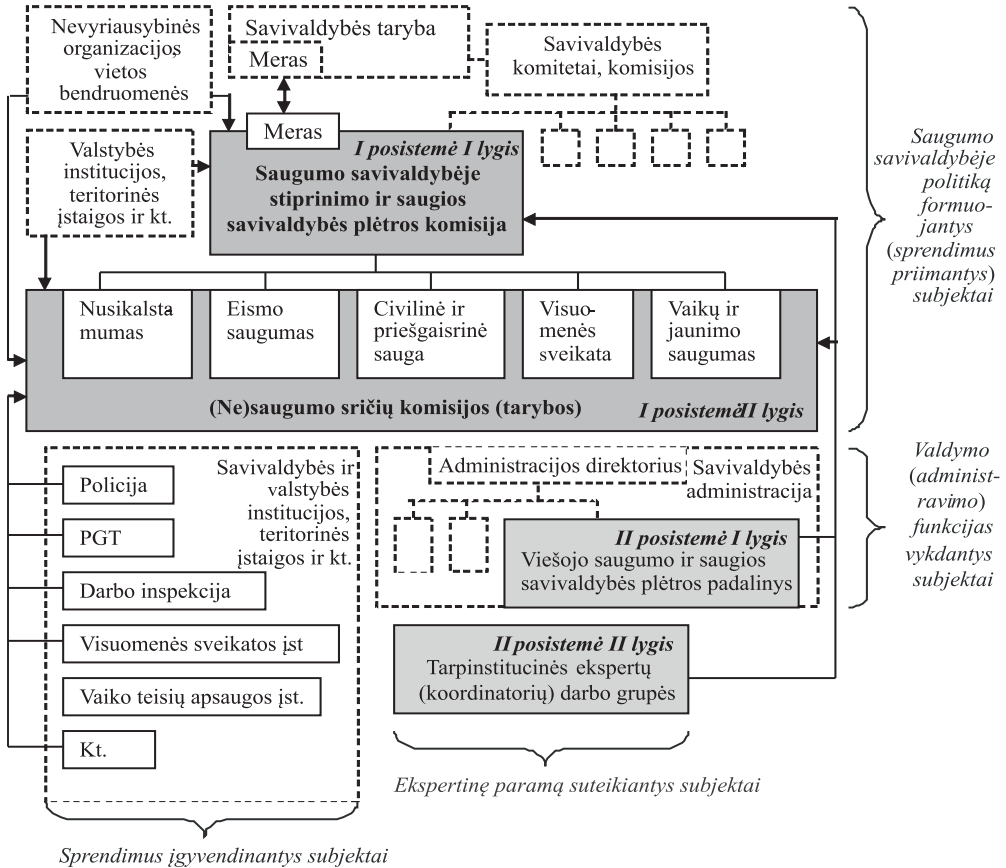 Nevyriausybinės
organizacijos,
vietos
bendruomenės
Savivaldybės taryba
Meras
Savivaldybės
komitetai, komisijos
Meras
Valstybės
institucijos,
teritorinės
įstaigos ir kt.
I posistemė I lygis
Saugumo savivaldybėje
stiprinimo ir saugios
savivaldybės plėtros komisija
Saugumo
savivaldybėje
politiką
formuo-
jantys
(sprendimus
priimantys)
subjektai
Nusikalsta
mumas
Eismo
saugumas
Civilinė ir
priešgaisrinė
sauga
Visuo-
menės
sveikata
Vaikų ir
jaunimo
saugumas
(Ne)saugumo sričių komisijos (tarybos)
I posistemė II lygis
Savivaldybės ir
valstybės
institucijos,
teritorinės
įstaigos ir kt.
Policija
PGT
Darbo inspekcija
Visuomenės sveikatos įst
Vaiko teisių apsaugos įst.
Kt.
Administracijos direktorius
Savivaldybės
administracija
II posistemė I lygis
Viešojo saugumo ir saugios
savivaldybės plėtros padalinys
Valdymo
(administ-
ravimo)
funkcijas
vykdantys
subjektai
II posistemė II lygis
Tarpinstitucinės ekspertų
(koordinatorių) darbo grupės
Ekspertinę paramą suteikiantys subjektai
Sprendimus įgyvendinantys subjektai